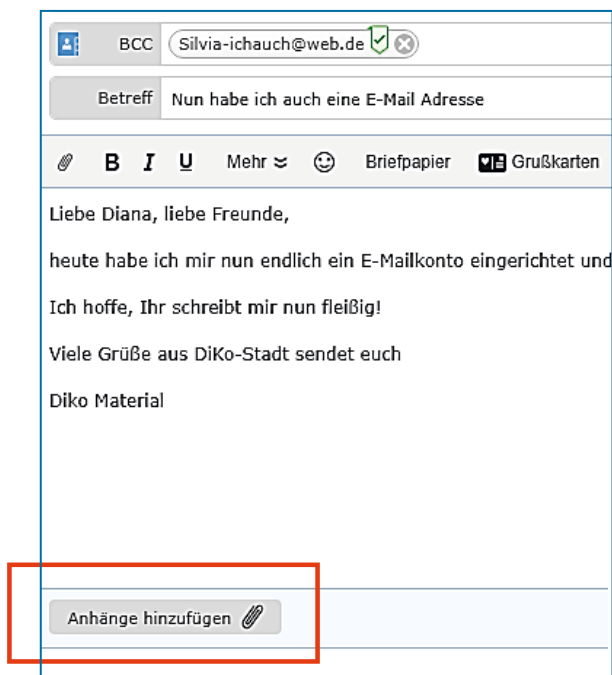 BCC Silvia-ichauch@web.de
Betreff Nun habe ich auch eine E-Mail Adresse
B I U Mehr Briefpapier Grußkarten
Liebe Diana, liebe Freunde,
heute habe ich mir nun endlich ein E-Mailkonto eingerichtet und
Ich hoffe, Ihr schreibt mir nun fleißig!
Viele Grüße aus DiKo-Stadt sendet euch
Diko Material
Anhänge hinzufügen